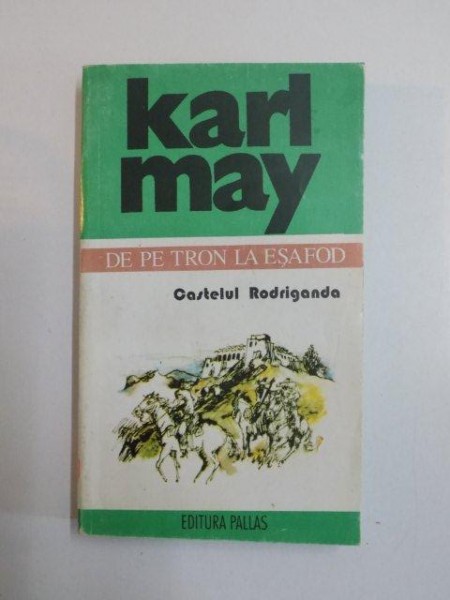 karl
may
DE PE TRON LA EŞAFOD
Castelul Rodriganda
EDITURA PALLAS